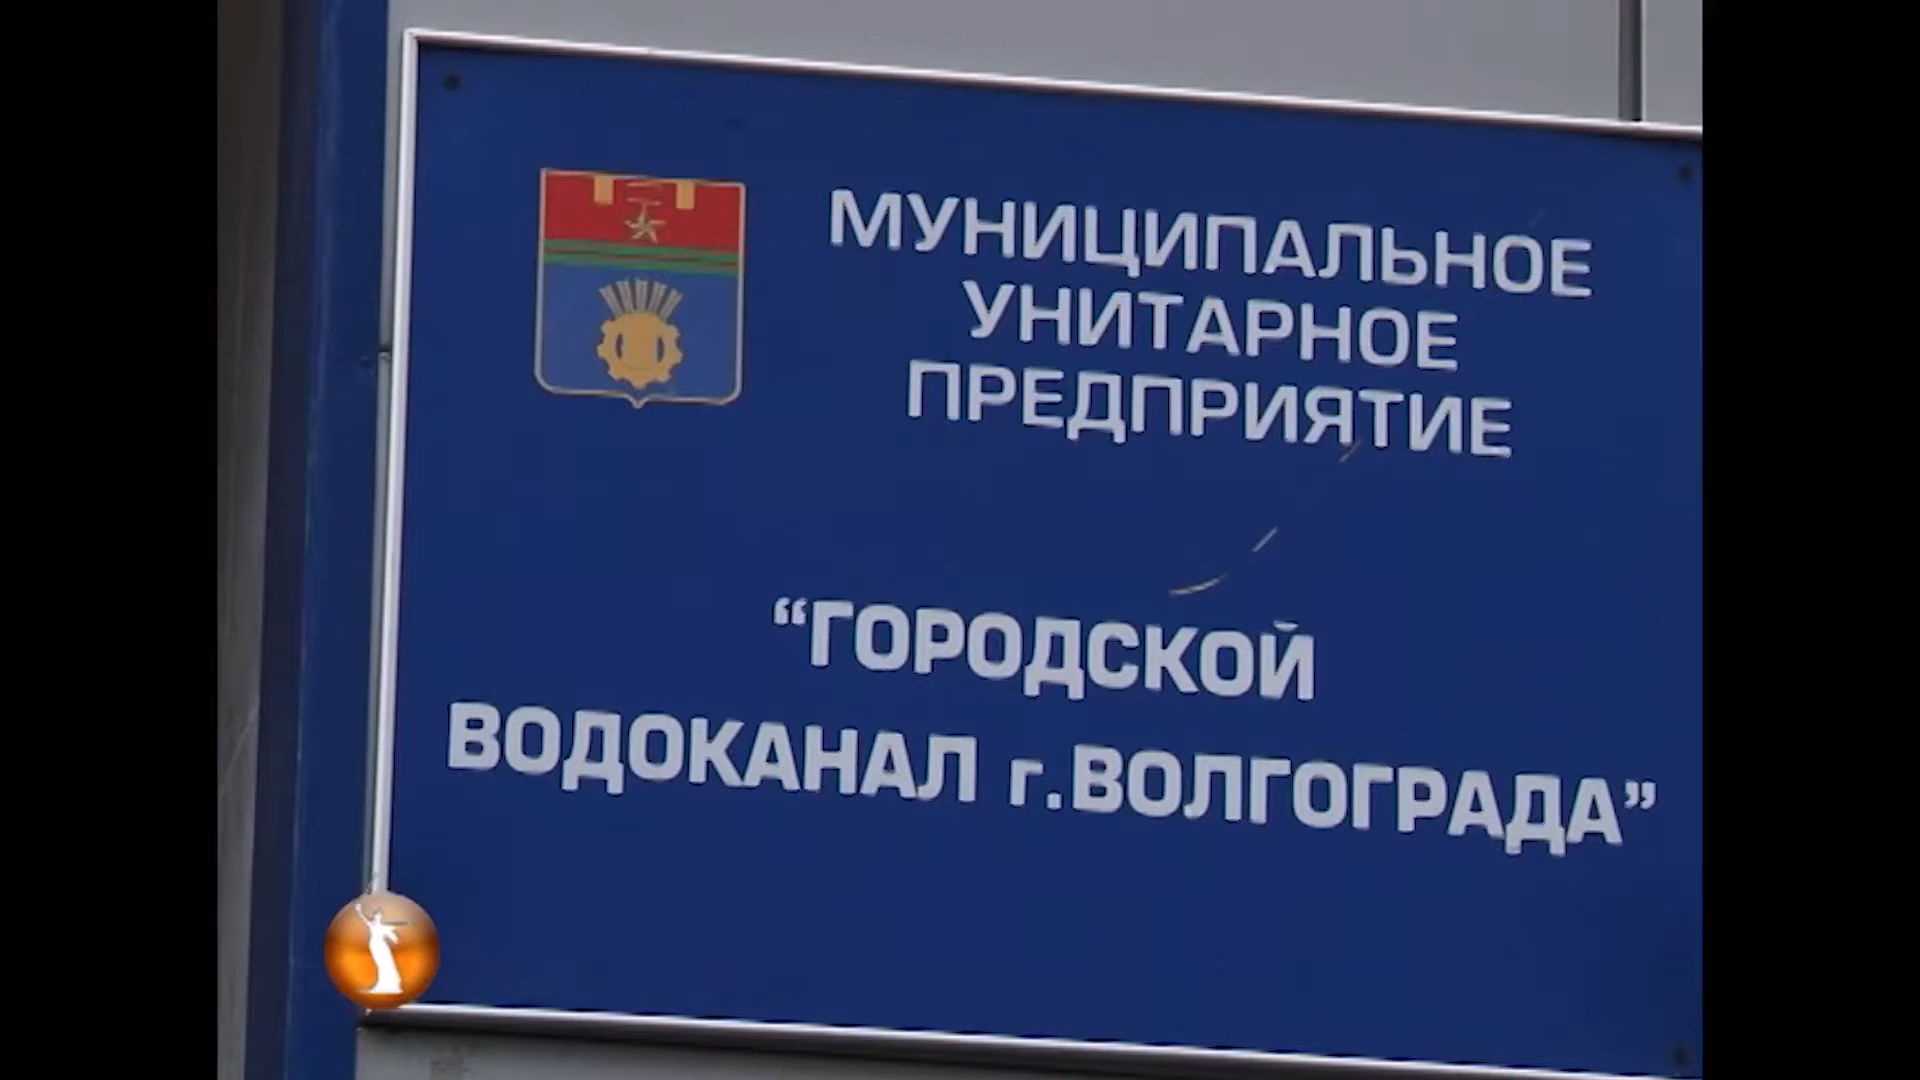 МУНИЦИПАЛЬНОЕ
УНИТАРНОЕ
ПРЕДПРИЯТИЕ
“ГОРОДСКОЙ
ВОДОКАНАЛ г.ВОЛГОГРАДА”